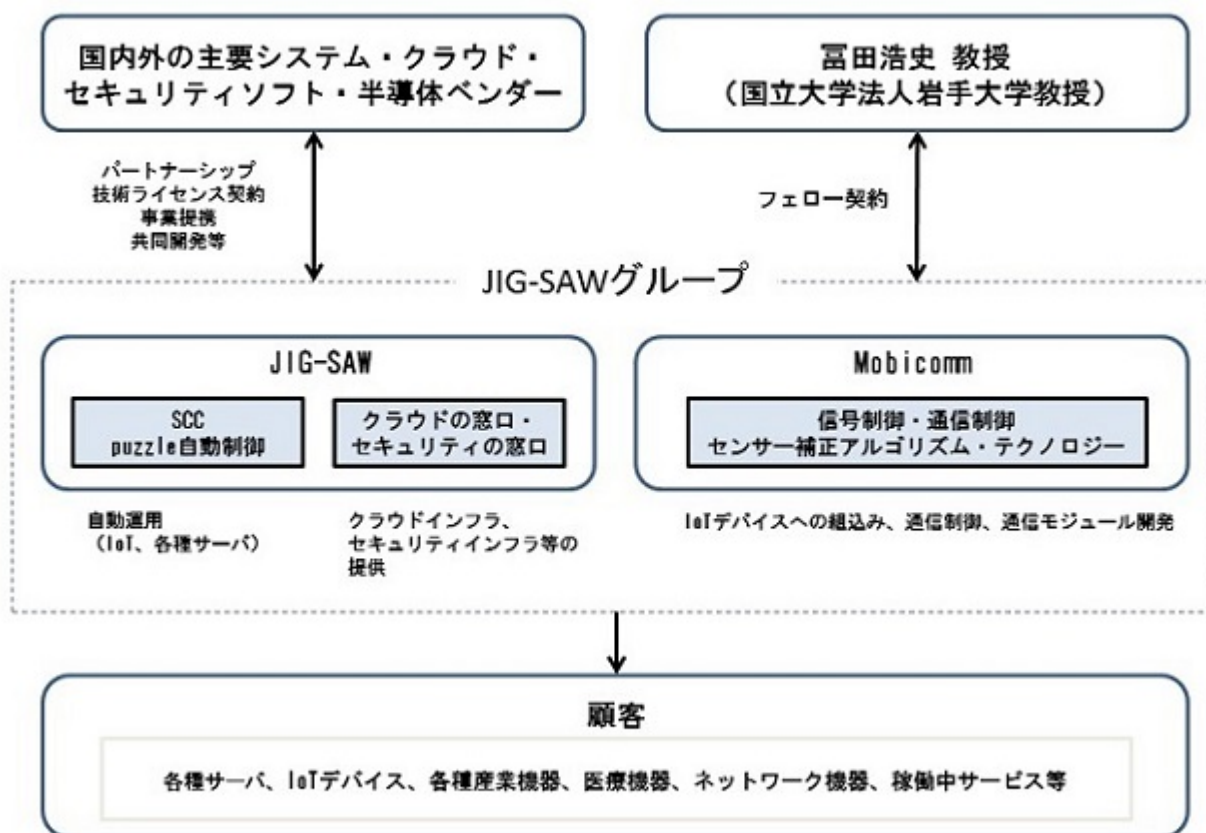 国内外の主要システム・クラウド・
セキュリティソフト・半導体ベンダー
冨田浩史 教授
(国立大学法人岩手大学教授)
パートナーシップ
技術ライセンス契約
事業提携
共同開発等
フェロー契約
JIG-SAWグループ
JIG-SAW
SCC
puzzle自動制御
クラウドの窓口・
セキュリティの窓口
自動運用
(IoT、各種サーバ)
クラウドインフラ、
セキュリティインフラ等の
提供
Mobicomm
信号制御・通信制御
センサー補正アルゴリズム・テクノロジー
IoTデバイスへの組込み、通信制御、通信モジュール開発
顧客
各種サーバ、IoTデバイス、各種産業機器、医療機器、ネットワーク機器、稼働中サービス等